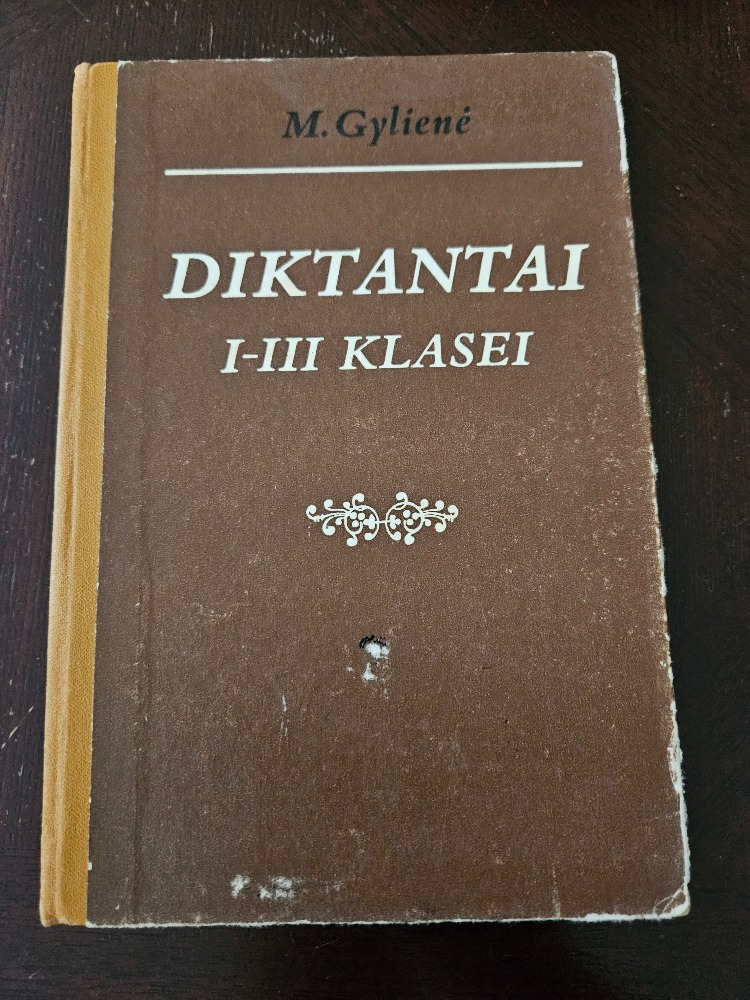 M. Gylienė
DIKTANTAI
I-III KLASEI